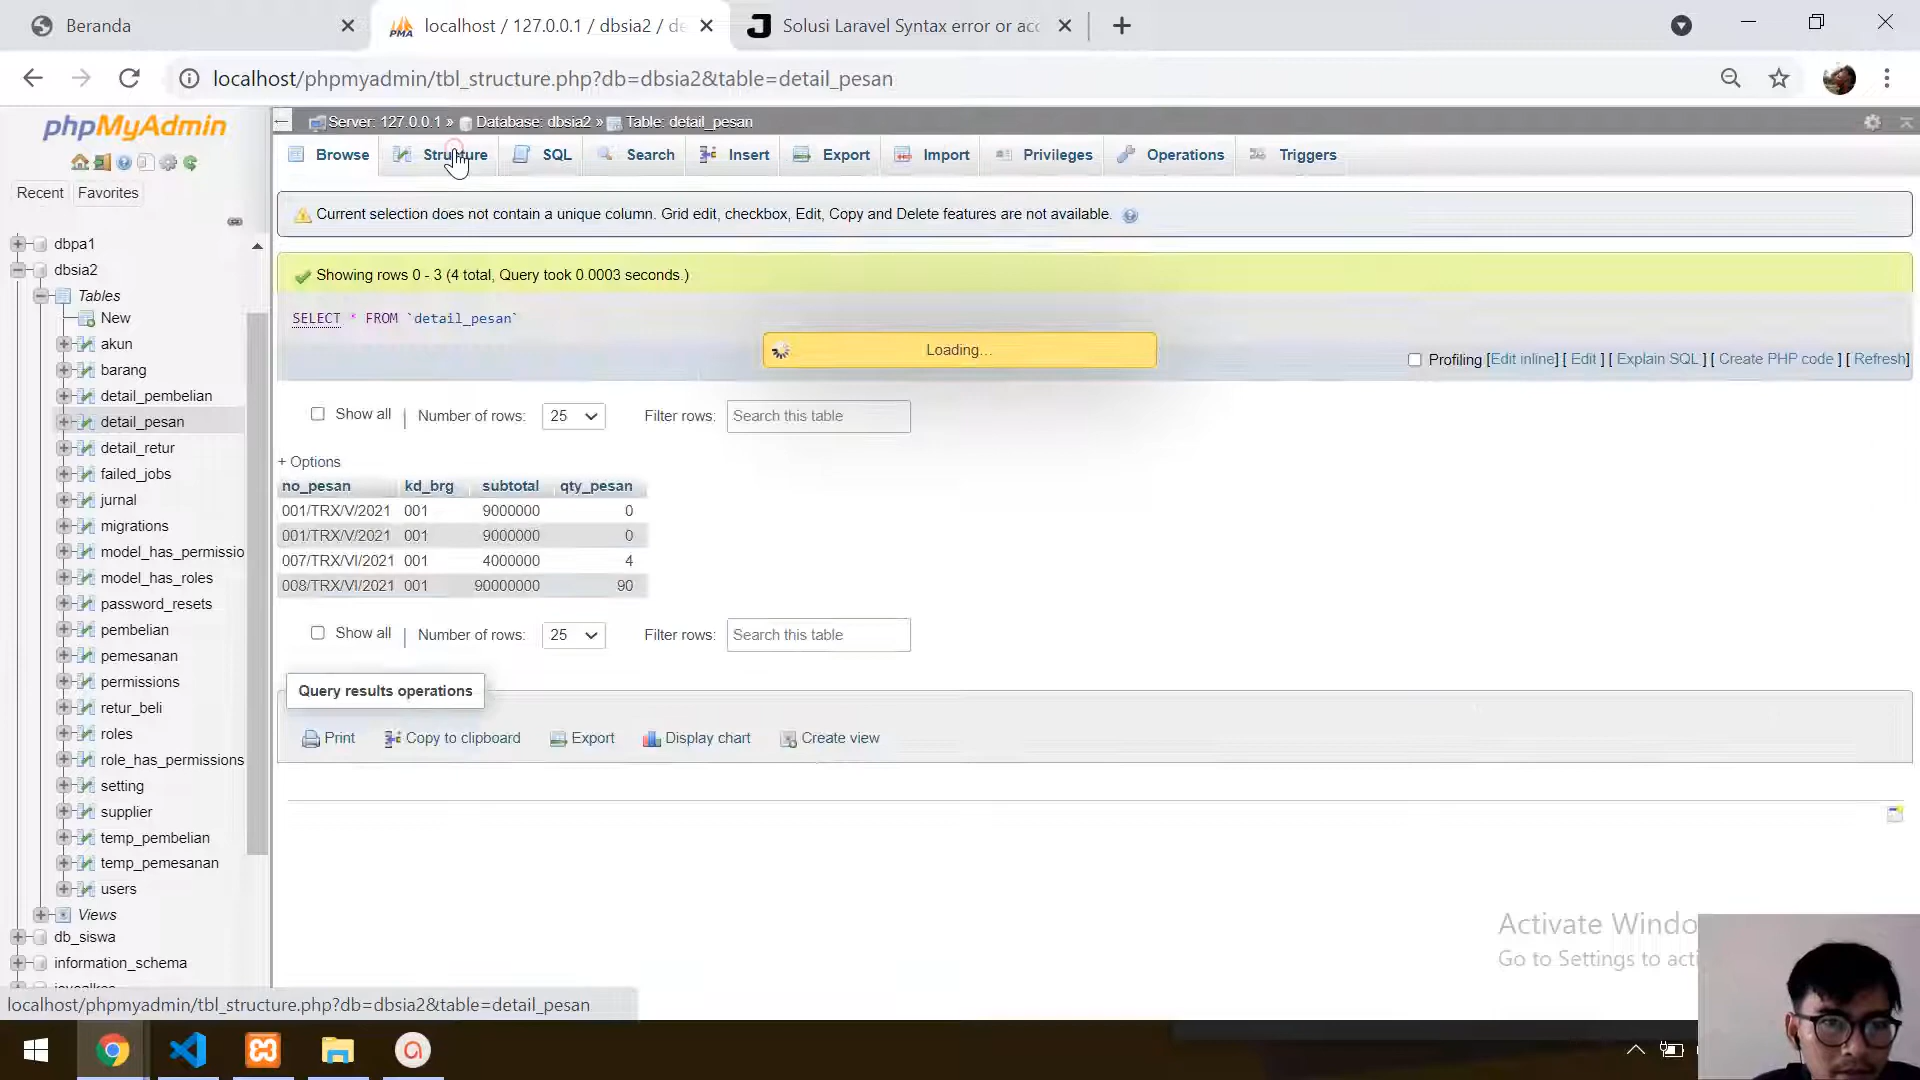 Beranda
localhost / 127.0.0.1 / dbsia2 / de
Solusi Laravel Syntax error or acc
localhost/phpmyadmin/tbl_structure.php?db=dbsia2&table=detail_pesan
phpMyAdmin
Recent
Favorites
dbpa1
dbsia2
Tables
New
akun
barang
detail_pembelian
detail_pesan
detail_retur
failed_jobs
jurnal
migrations
model_has_permissio
model_has_roles
password_resets
pembelian
pemesanan
permissions
retur_beli
roles
role_has_permissions
setting
supplier
temp_pembelian
temp_pemesanan
users
Views
db_siswa
information_schema
Server: 127.0.0.1 » Database: dbsia2 » Table: detail_pesan
Browse Structure SQL Search Insert Export Import Privileges Operations Triggers
Current selection does not contain a unique column. Grid edit, checkbox, Edit, Copy and Delete features are not available.
Showing rows 0 - 3 (4 total, Query took 0.0003 seconds.)
SELECT * FROM `detail_pesan`
Loading…
Profiling [Edit inline] [ Edit ] [ Explain SQL ] [ Create PHP code ] [ Refresh]
Show all | Number of rows: 25 Filter rows: Search this table
+ Options
no_pesan kd_brg subtotal qty_pesan
001/TRX/V/2021 001 9000000 0
001/TRX/V/2021 001 9000000 0
007/TRX/VI/2021 001 4000000 4
008/TRX/VI/2021 001 90000000 90
Show all | Number of rows: 25 Filter rows: Search this table
Query results operations
Print Copy to clipboard Export Display chart Create view
Activate Windo
Go to Settings to acti
localhost/phpmyadmin/tbl_structure.php?db=dbsia2&table=detail_pesan